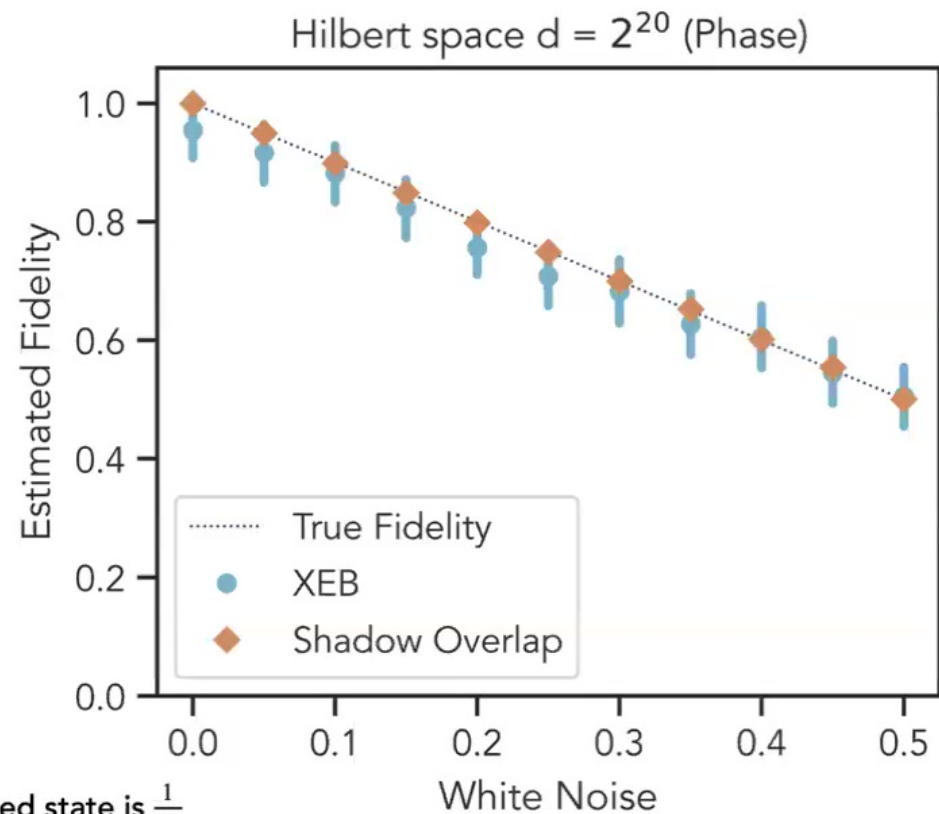 Hilbert space d = 2²⁰ (Phase)
Estimated Fidelity
1.0
0.8
0.6
0.4
0.2
0.0
True Fidelity
XEB
Shadow Overlap
0.0 0.1 0.2 0.3 0.4 0.5
White Noise
ed state is 1